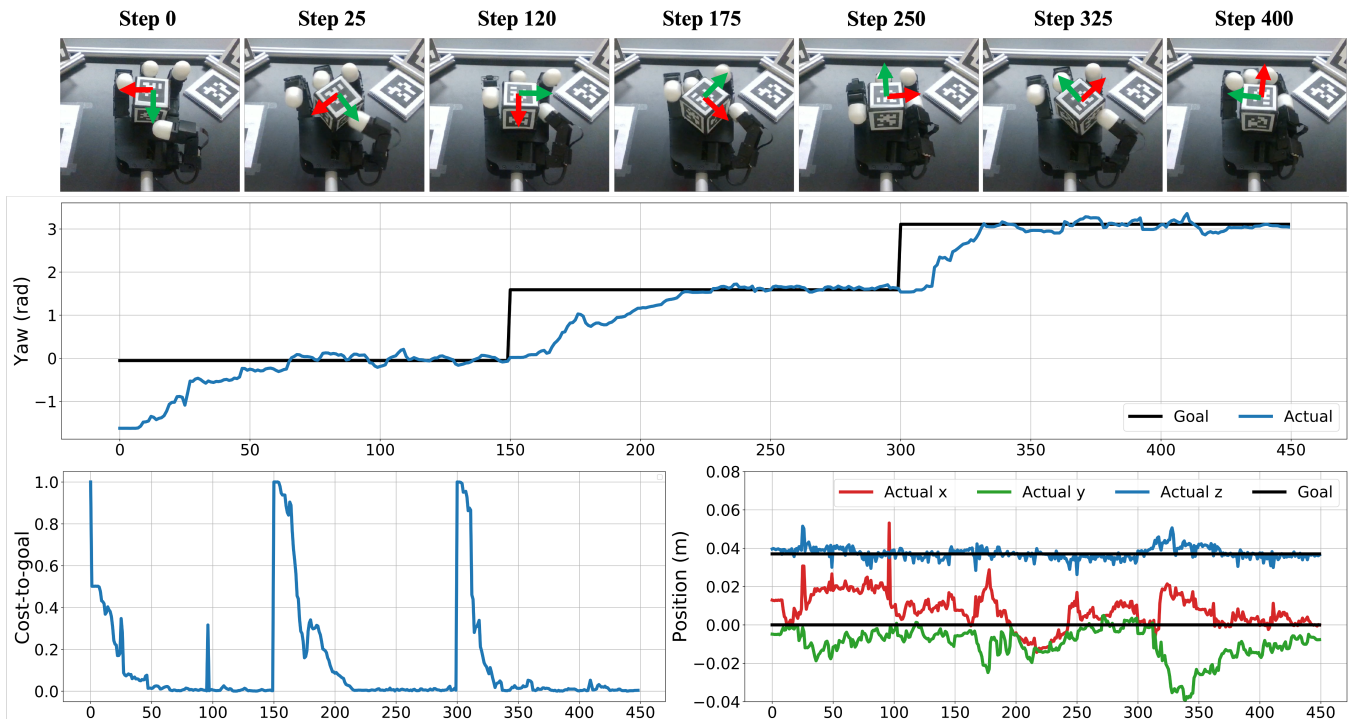 Step 0 Step 25 Step 120 Step 175 Step 250 Step 325 Step 400
Yaw (rad)
3
2
1
0
−1
Goal Actual
0 50 100 150 200 250 300 350 400 450
Cost-to-goal
1.0
0.8
0.6
0.4
0.2
0.0
0 50 100 150 200 250 300 350 400 450
Position (m)
0.08
0.06
0.04
0.02
0.00
−0.02
−0.04
Actual x Actual y Actual z Goal
0 50 100 150 200 250 300 350 400 450